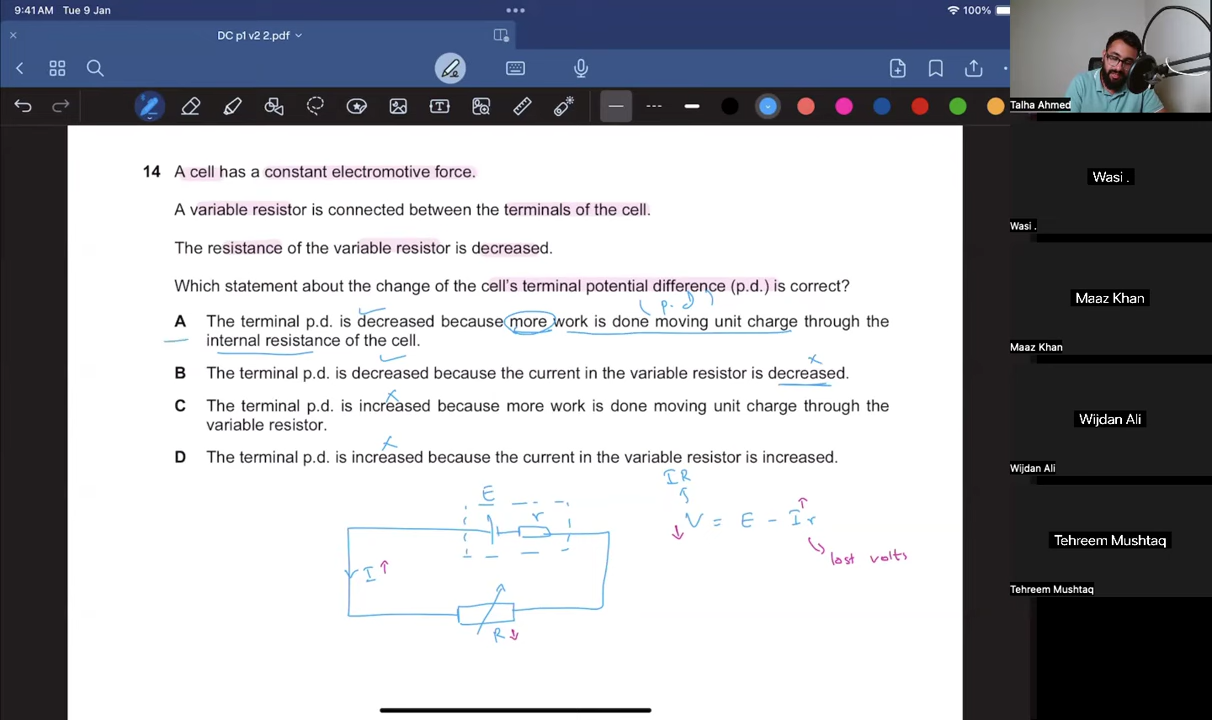 9:41 AM Tue 9 Jan
100%
DC p1 v2 2.pdf
14 A cell has a constant electromotive force.
A variable resistor is connected between the terminals of the cell.
The resistance of the variable resistor is decreased.
Which statement about the change of the cell's terminal potential difference (p.d.) is correct?
(p.d)
A The terminal p.d. is decreased because more work is done moving unit charge through the
internal resistance of the cell.
B The terminal p.d. is decreased because the current in the variable resistor is decreased.
C The terminal p.d. is increased because more work is done moving unit charge through the
variable resistor.
D The terminal p.d. is increased because the current in the variable resistor is increased.
IR
E
r
↓ V = E - I↑r
lost volts
I ↑
R ↓
Talha Ahmed
Wasi .
Wasi .
Maaz Khan
Maaz Khan
Wijdan Ali
Wijdan Ali
Tehreem Mushtaq
Tehreem Mushtaq